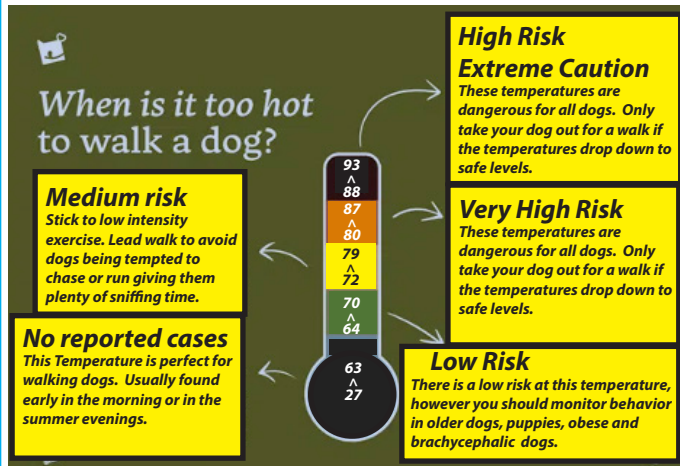 When is it too hot
to walk a dog?
High Risk
Extreme Caution
These temperatures are
dangerous for all dogs. Only
take your dog out for a walk if
the temperatures drop down to
safe levels.
93
^
88
Medium risk
Stick to low intensity
exercise. Lead walk to avoid
dogs being tempted to
chase or run giving them
plenty of sniffing time.
87
^
80
Very High Risk
These temperatures are
dangerous for all dogs. Only
take your dog out for a walk if
the temperatures drop down to
safe levels.
79
^
72
70
^
64
No reported cases
This Temperature is perfect for
walking dogs. Usually found
early in the morning or in the
summer evenings.
63
^
27
Low Risk
There is a low risk at this temperature,
however you should monitor behavior
in older dogs, puppies, obese and
brachycephalic dogs.